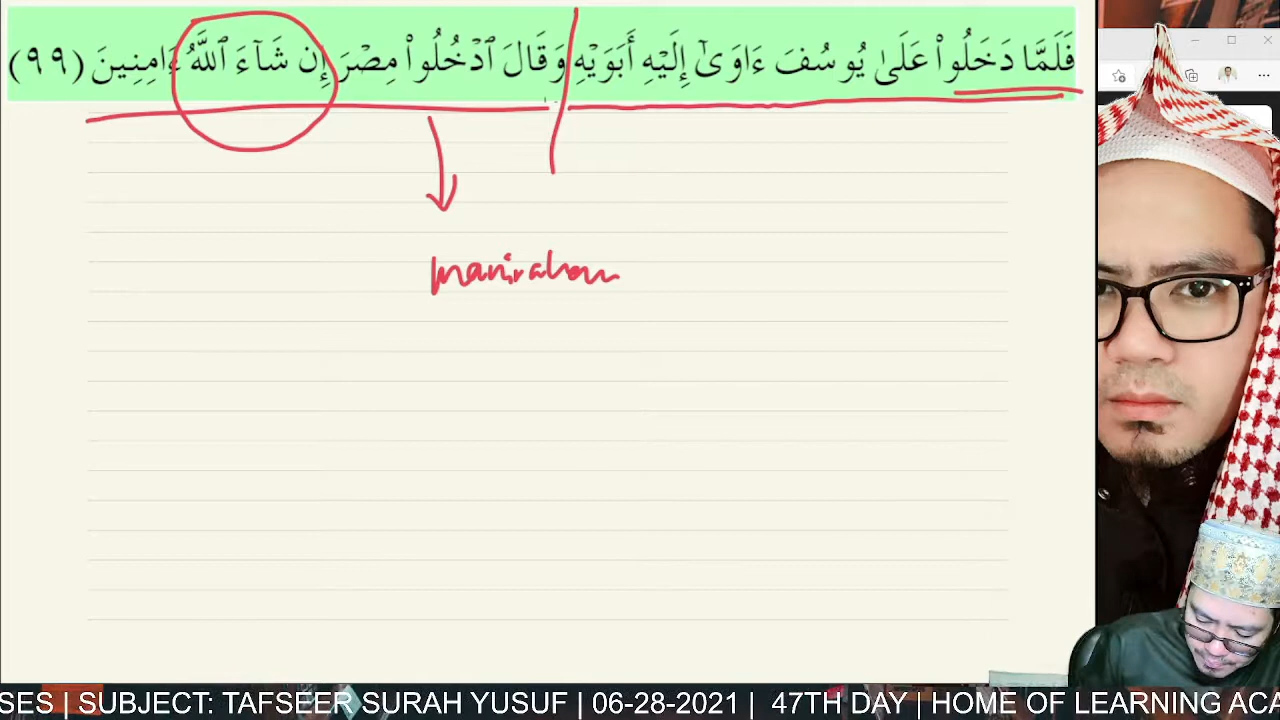 فَلَمَّا دَخَلُوا۟ عَلَىٰ يُوسُفَ ءَاوَىٰٓ إِلَيْهِ أَبَوَيْهِ وَقَالَ ٱدْخُلُوا۟ مِصْرَ إِن شَآءَ ٱللَّهُ ءَامِنِينَ (٩٩)
manirahan
SES | SUBJECT: TAFSEER SURAH YUSUF | 06-28-2021 | 47TH DAY | HOME OF LEARNING ACA